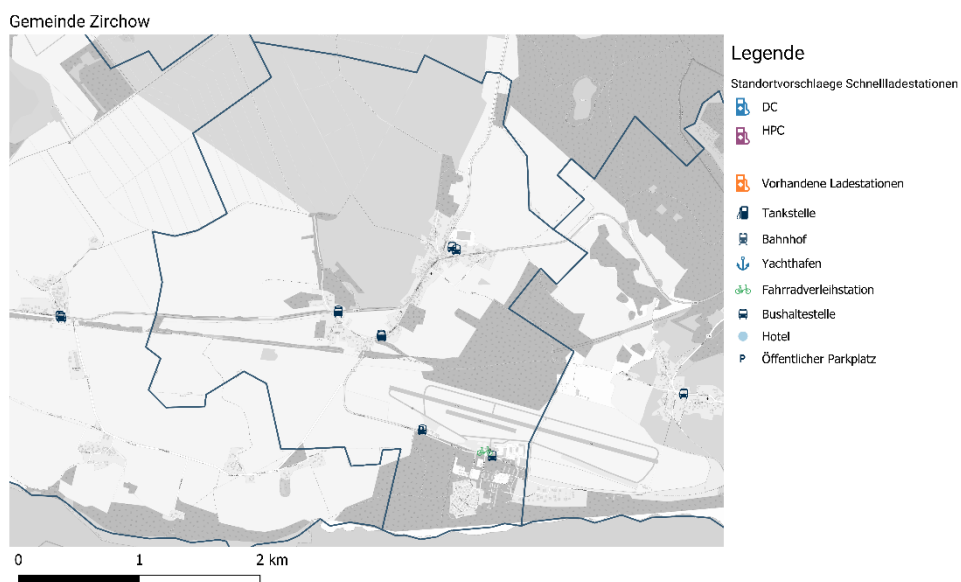 Gemeinde Zirchow
Legende
Standortvorschlaege Schnellladestationen
DC
HPC
Vorhandene Ladestationen
Tankstelle
Bahnhof
Yachthafen
Fahrradverleihstation
Bushaltestelle
Hotel
P Öffentlicher Parkplatz
0 1 2 km